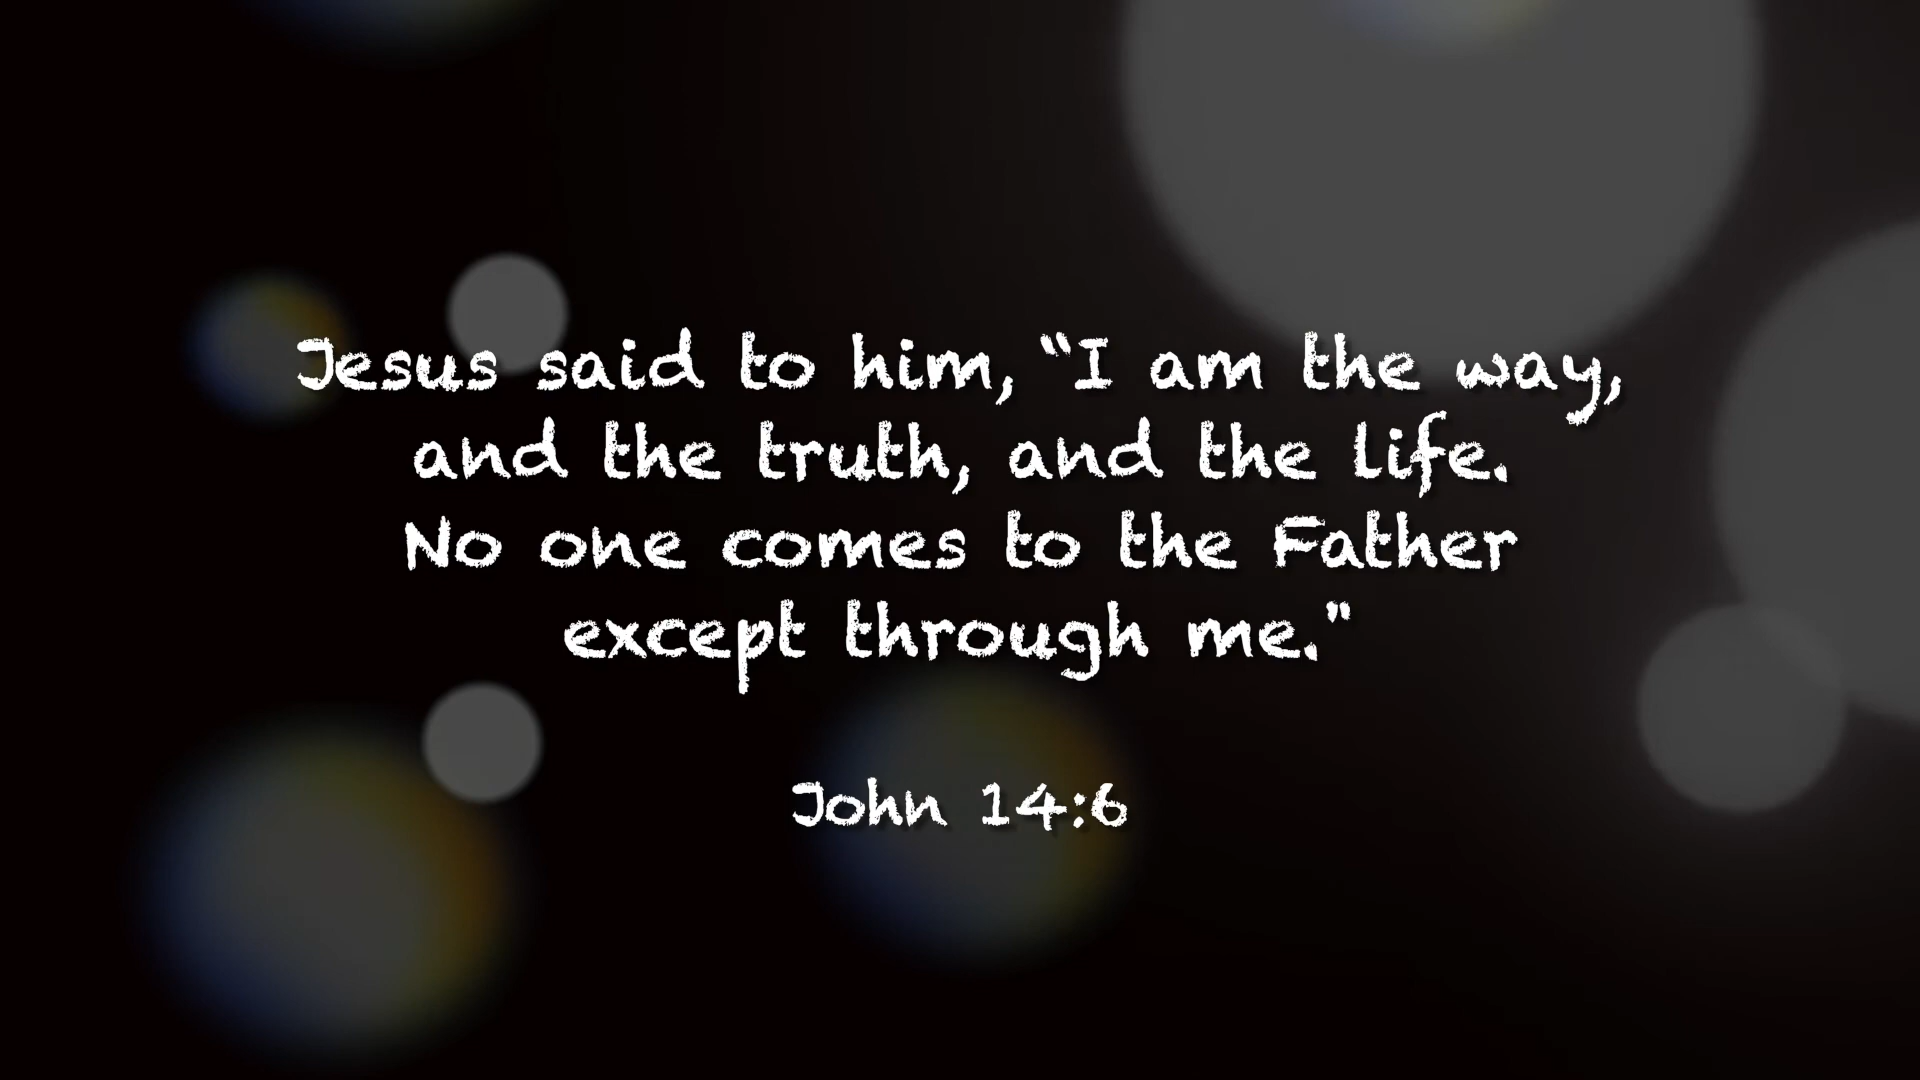 Jesus said to him, “I am the way,
and the truth, and the life.
No one comes to the Father
except through me."
John 14:6